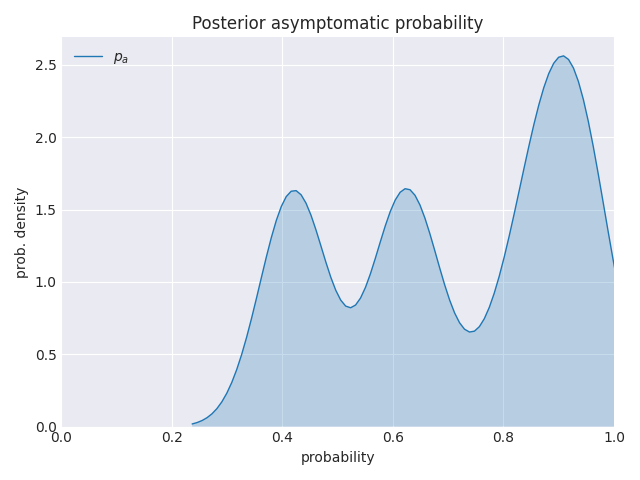 Posterior asymptomatic probability
pₐ
prob. density
2.5
2.0
1.5
1.0
0.5
0.0
0.0 0.2 0.4 0.6 0.8 1.0
probability